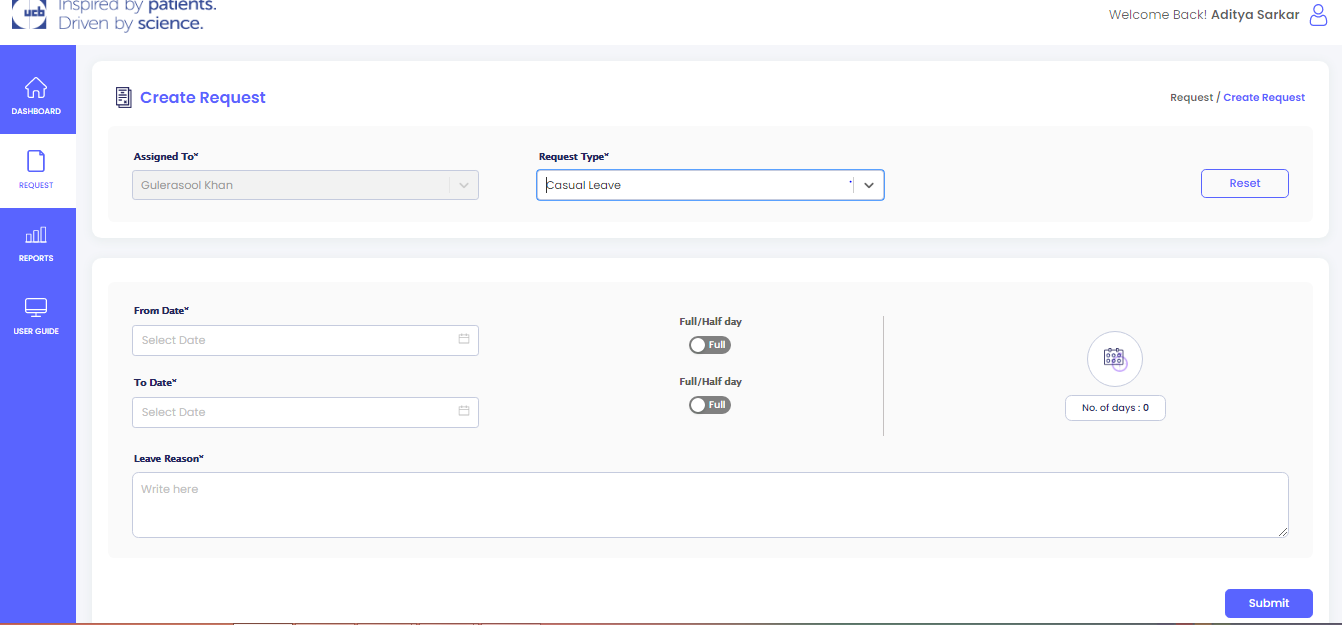 ucb
Inspired by patients.
Driven by science.
Welcome Back! Aditya Sarkar
DASHBOARD
REQUEST
REPORTS
USER GUIDE
Create Request
Request / Create Request
Assigned To*
Gulerasool Khan
Request Type*
Casual Leave
Reset
From Date*
Select Date
Full/Half day
Full
To Date*
Select Date
Full/Half day
Full
No. of days : 0
Leave Reason*
Write here
Submit